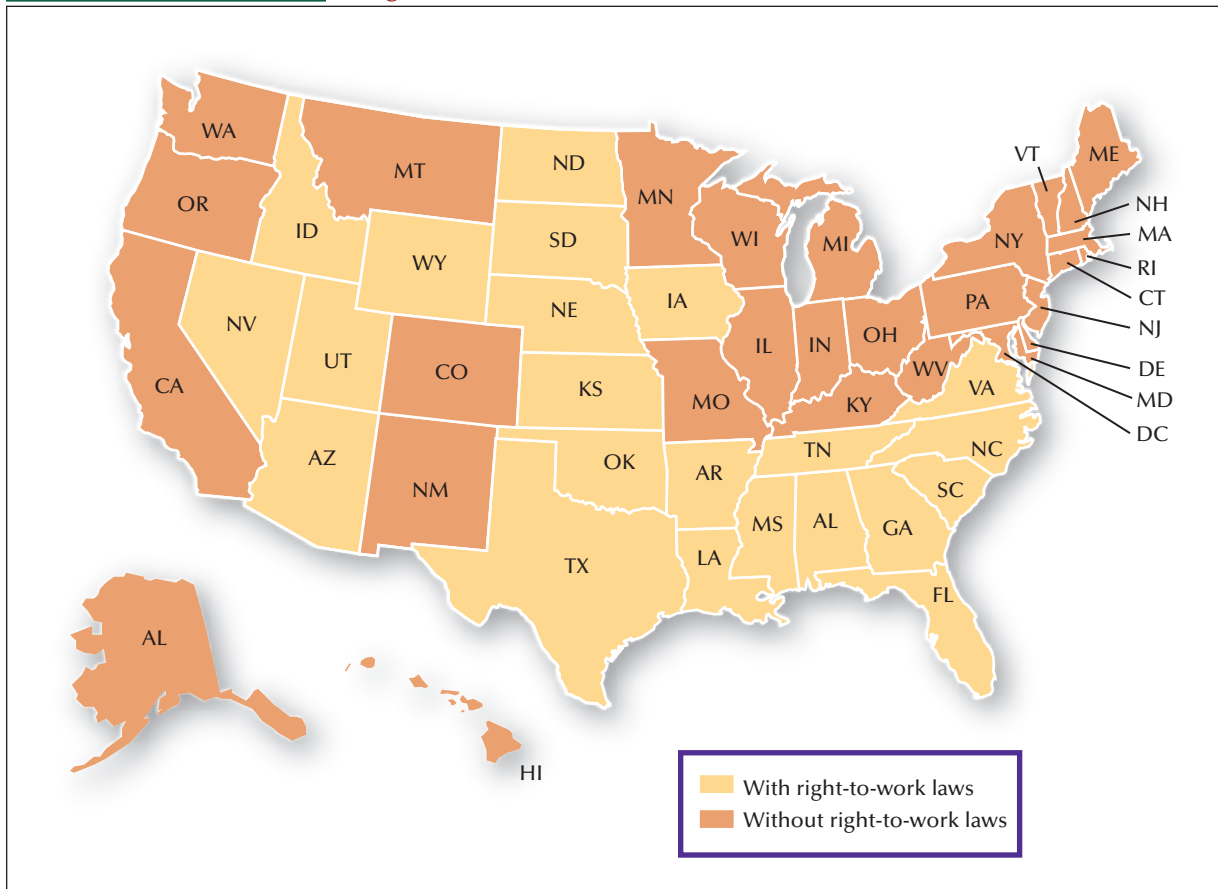 WA
MT
ND
MN
VT
ME
OR
ID
SD
WI
MI
NY
NH
MA
WY
RI
CT
NV
NE
IA
PA
NJ
UT
CO
IL
IN
OH
DE
CA
KS
MO
WV
VA
MD
KY
DC
AZ
NM
OK
AR
TN
NC
SC
MS
AL
GA
TX
LA
FL
AL
HI
With right-to-work laws
Without right-to-work laws